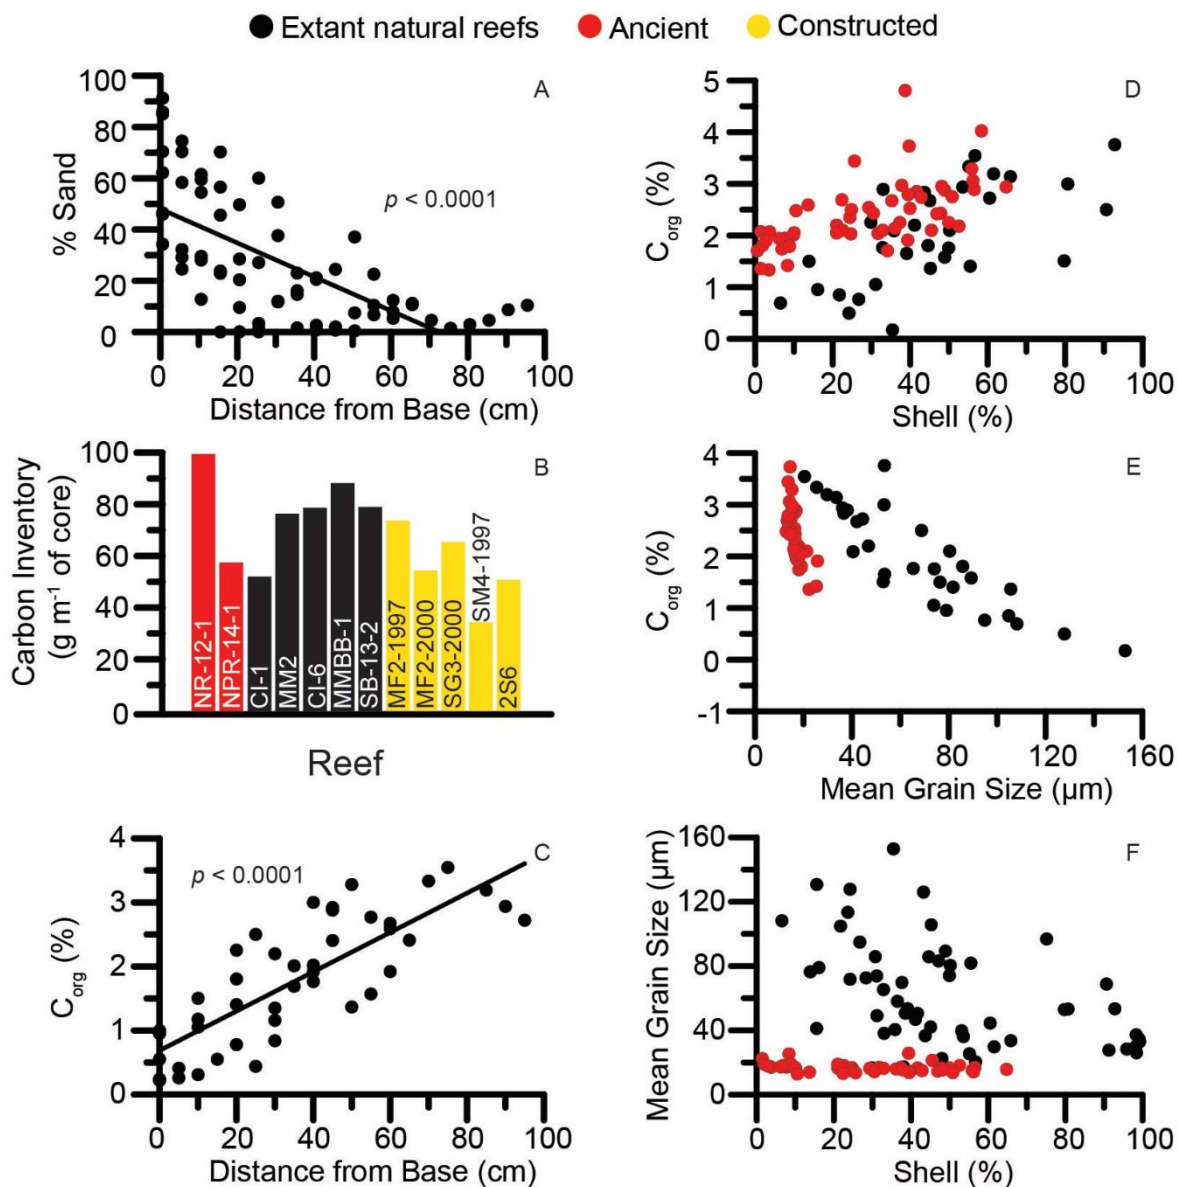 Extant natural reefs Ancient Constructed
A
% Sand
100
80
60
40
20
0
p < 0.0001
0 20 40 60 80 100
Distance from Base (cm)
B
Carbon Inventory
(g m⁻¹ of core)
100
80
60
40
20
0
NR-12-1
NPR-14-1
CI-1
MM2
CI-6
MMBB-1
SB-13-2
MF2-1997
MF2-2000
SG3-2000
SM4-1997
2S6
Reef
C
Corg (%)
4
3
2
1
0
p < 0.0001
0 20 40 60 80 100
Distance from Base (cm)
D
Corg (%)
5
4
3
2
1
0
0 20 40 60 80 100
Shell (%)
E
Corg (%)
4
3
2
1
0
-1
0 40 80 120 160
Mean Grain Size (µm)
F
Mean Grain Size (µm)
160
120
80
40
0
0 20 40 60 80 100
Shell (%)